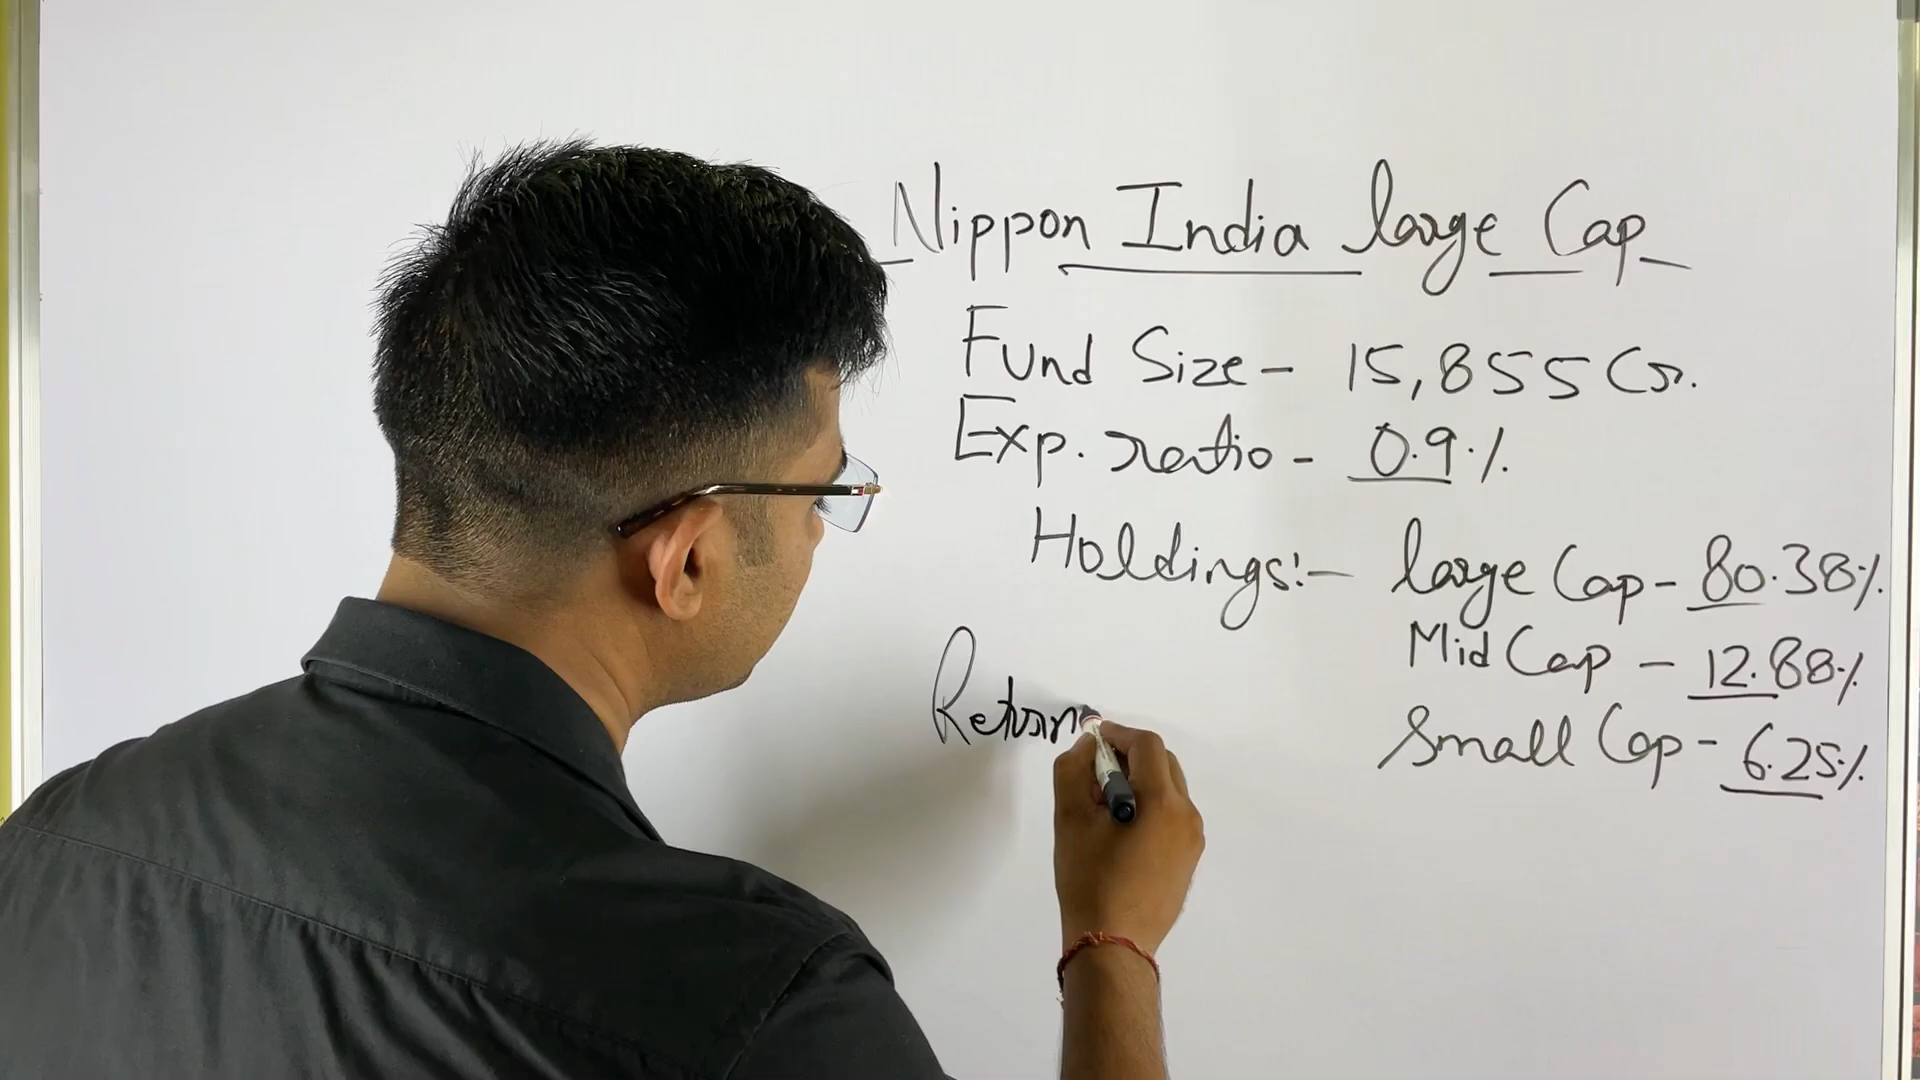 Nippon India large Cap
Fund Size - 15,855 Cr.
Exp. ratio - 0.9%
Holdings:- large Cap - 80.38%
Mid Cap - 12.88%
Small Cap - 6.25%
Return